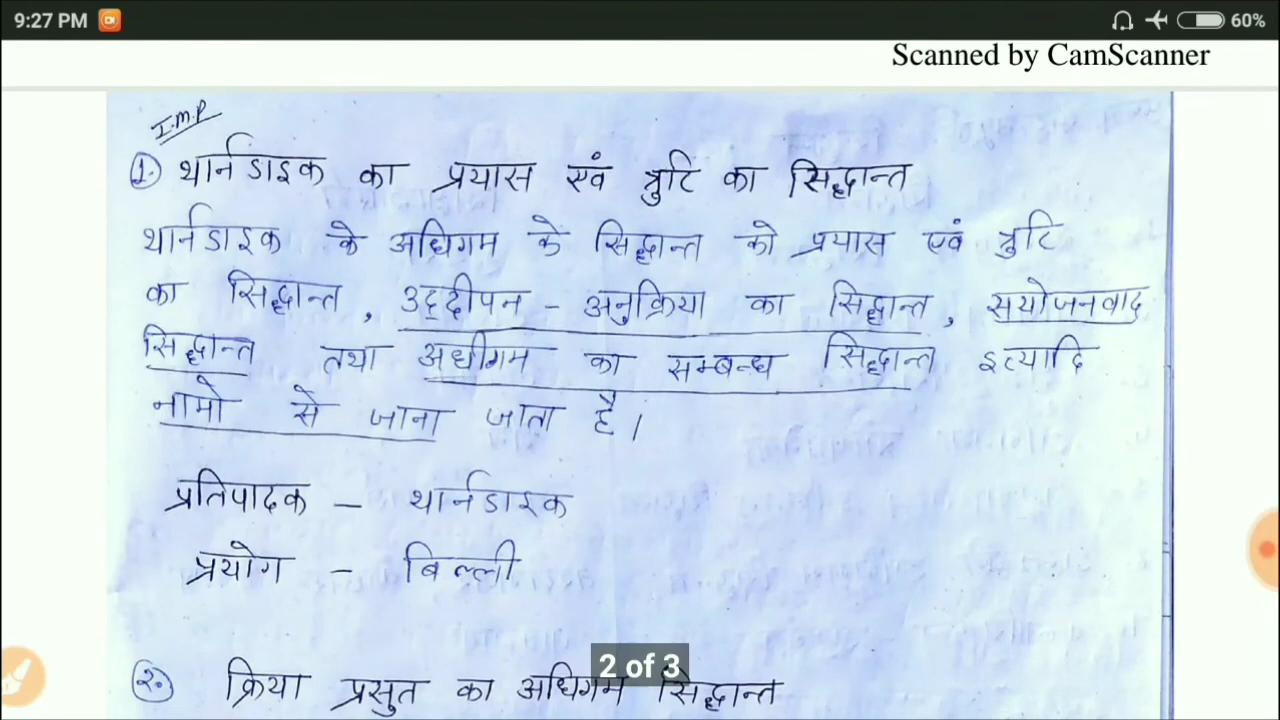 9:27 PM
60%
Scanned by CamScanner
I.M.P
1. थार्नडाइक का प्रयास एवं त्रुटि का सिद्धान्त
थार्नडाइक के अधिगम के सिद्धान्त को प्रयास एवं त्रुटि
का सिद्धान्त, उद्दीपन - अनुक्रिया का सिद्धान्त, सयोजनवाद
सिद्धान्त तथा अधीगम का सम्बन्ध सिद्धान्त इत्यादि
नामो से जाना जाता है।
प्रतिपादक — थार्नडाइक
प्रयोग — बिल्ली
2 of 3
2. क्रिया प्रसुत का अधिगम सिद्धान्त